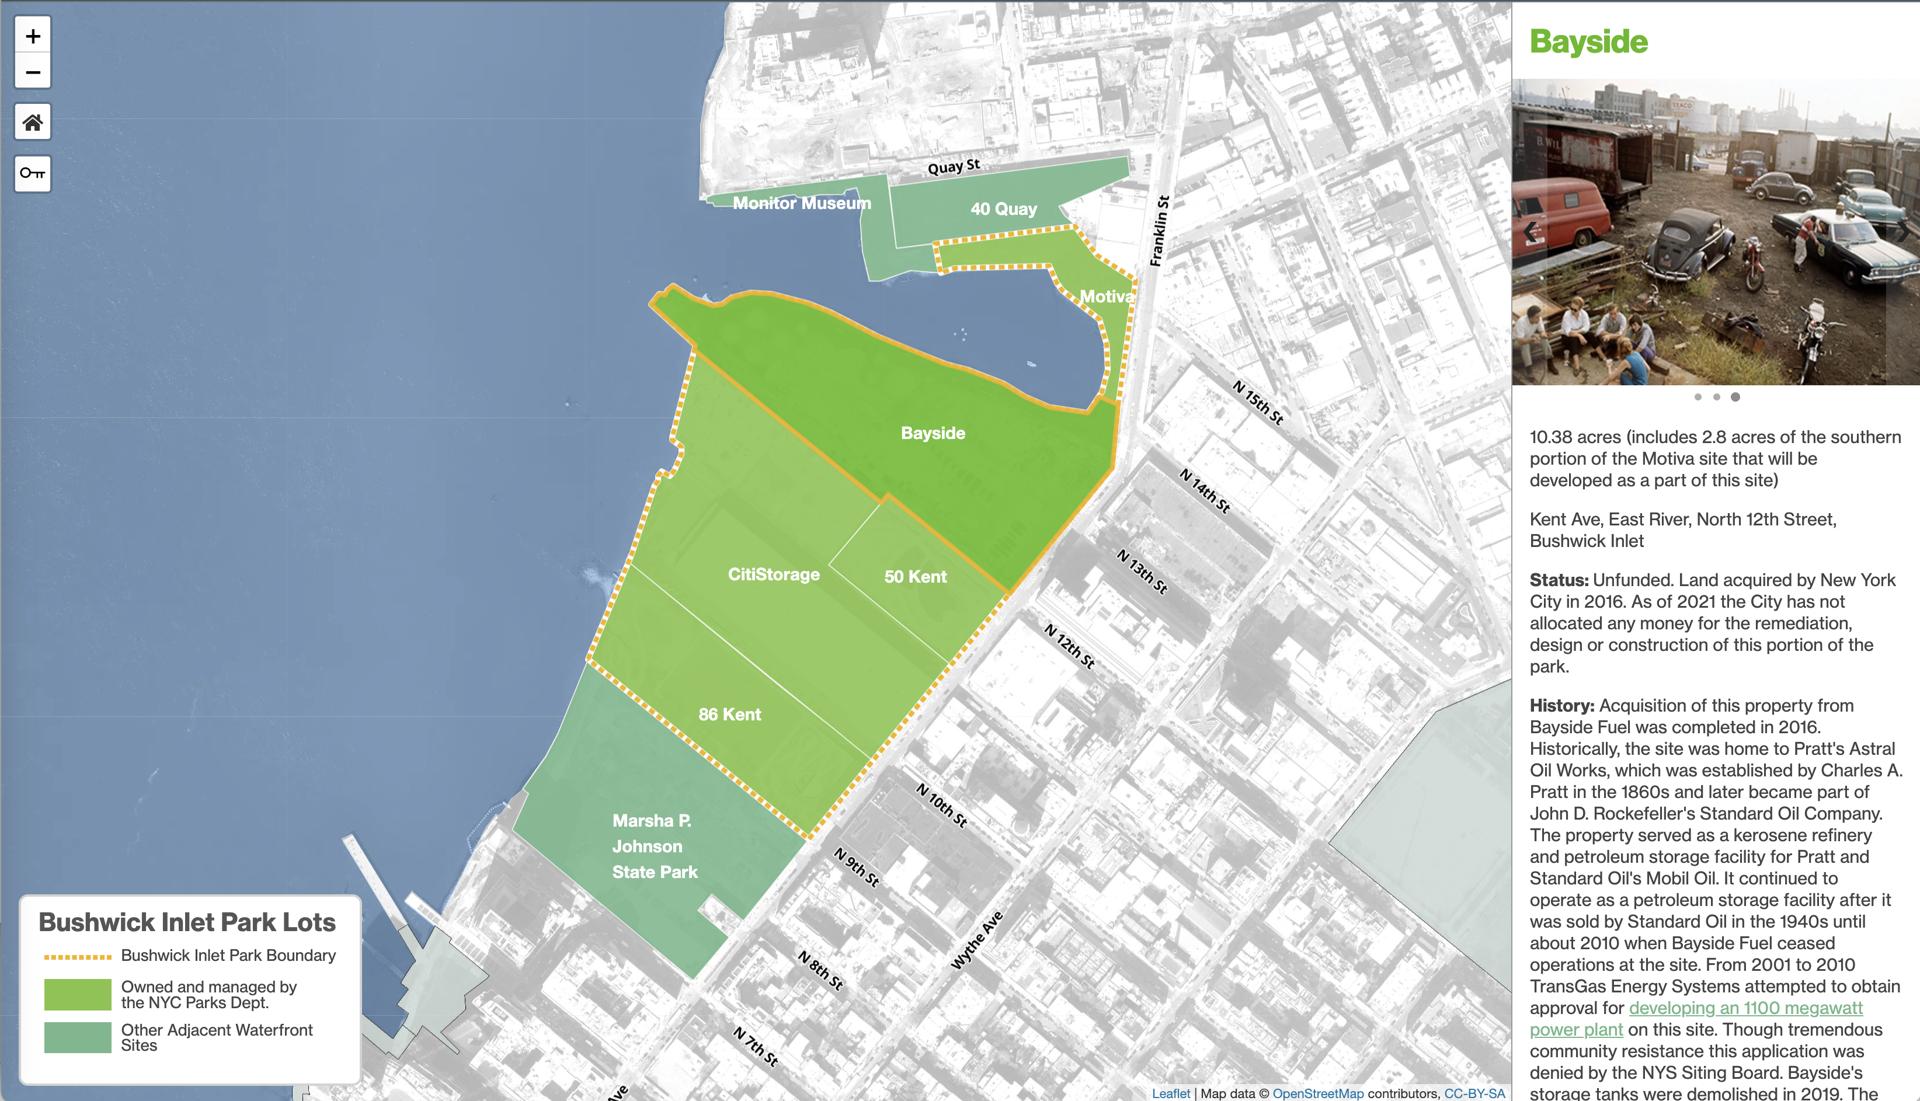 +
−
Quay St
Monitor Museum
40 Quay
Franklin St
Motiva
Bayside
N 15th St
N 14th St
N 13th St
CitiStorage
50 Kent
N 12th St
86 Kent
N 10th St
Marsha P.
Johnson
State Park
N 9th St
Wythe Ave
N 8th St
N 7th St
Ave
Bushwick Inlet Park Lots
Bushwick Inlet Park Boundary
Owned and managed by
the NYC Parks Dept.
Other Adjacent Waterfront
Sites
Leaflet | Map data © OpenStreetMap contributors, CC-BY-SA
Bayside
10.38 acres (includes 2.8 acres of the southern
portion of the Motiva site that will be
developed as a part of this site)
Kent Ave, East River, North 12th Street,
Bushwick Inlet
Status: Unfunded. Land acquired by New York
City in 2016. As of 2021 the City has not
allocated any money for the remediation,
design or construction of this portion of the
park.
History: Acquisition of this property from
Bayside Fuel was completed in 2016.
Historically, the site was home to Pratt's Astral
Oil Works, which was established by Charles A.
Pratt in the 1860s and later became part of
John D. Rockefeller's Standard Oil Company.
The property served as a kerosene refinery
and petroleum storage facility for Pratt and
Standard Oil's Mobil Oil. It continued to
operate as a petroleum storage facility after it
was sold by Standard Oil in the 1940s until
about 2010 when Bayside Fuel ceased
operations at the site. From 2001 to 2010
TransGas Energy Systems attempted to obtain
approval for developing an 1100 megawatt
power plant on this site. Though tremendous
community resistance this application was
denied by the NYS Siting Board. Bayside's
storage tanks were demolished in 2019. The